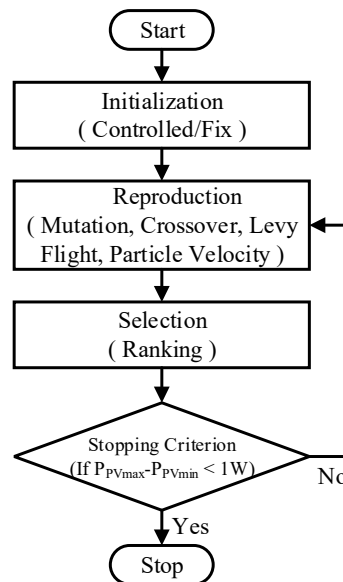 Start
Initialization
( Controlled/Fix )
Reproduction
( Mutation, Crossover, Levy
Flight, Particle Velocity )
Selection
( Ranking )
Stopping Criterion
(If PPVmax-PPVmin < 1W)
No
Yes
Stop